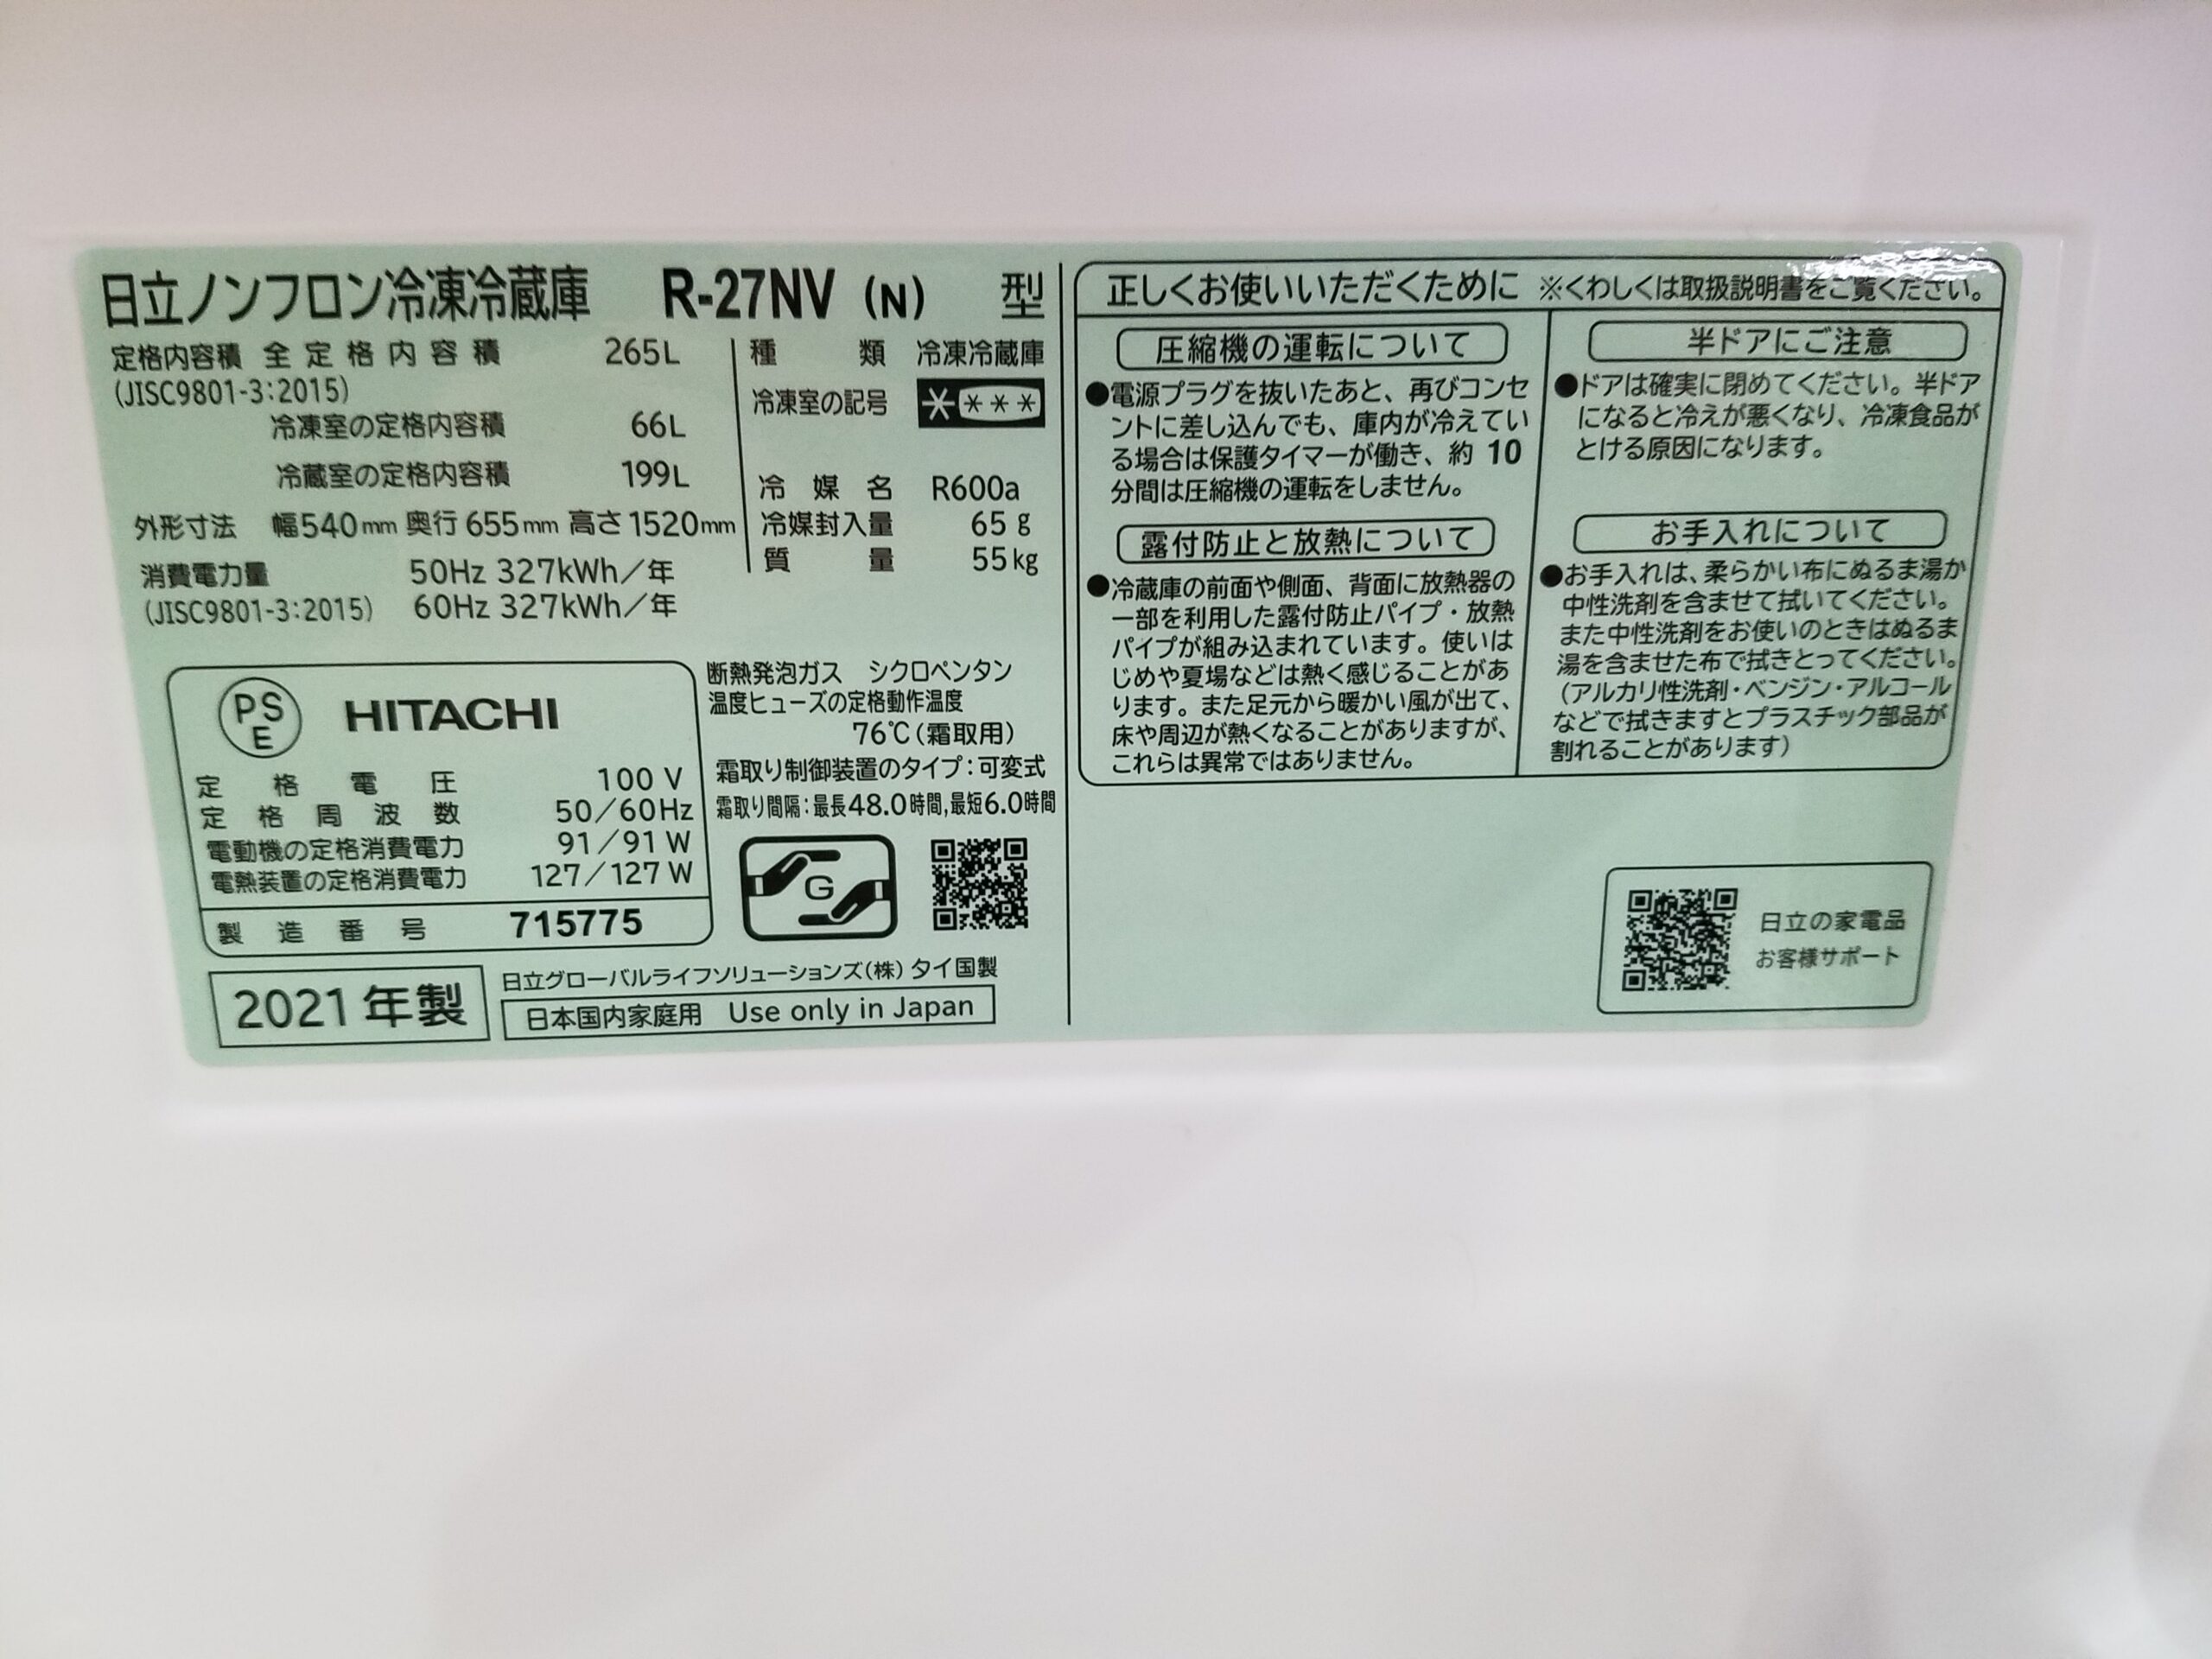 日立ノンフロン冷凍冷蔵庫 R-27NV (N) 型
定格内容積 全定格内容積 265L
(JISC9801-3:2015)
冷凍室の定格内容積 66L
冷蔵室の定格内容積 199L
外形寸法 幅540mm 奥行655mm 高さ1520mm
消費電力量 50Hz 327kWh/年
(JISC9801-3:2015) 60Hz 327kWh/年
種類 冷凍冷蔵庫
冷凍室の記号 ＊＊＊＊
冷媒名 R600a
冷媒封入量 65g
質量 55kg
PSE HITACHI
定格電圧 100 V
定格周波数 50/60Hz
電動機の定格消費電力 91/91 W
電熱装置の定格消費電力 127/127 W
製造番号 715775
断熱発泡ガス シクロペンタン
温度ヒューズの定格動作温度
76℃(霜取用)
霜取り制御装置のタイプ:可変式
霜取り間隔:最長48.0時間,最短6.0時間
G
2021年製
日立グローバルライフソリューションズ(株) タイ国製
日本国内家庭用 Use only in Japan
正しくお使いいただくために ※くわしくは取扱説明書をご覧ください。
圧縮機の運転について
●電源プラグを抜いたあと、再びコンセ
ントに差し込んでも、庫内が冷えてい
る場合は保護タイマーが働き、約 10
分間は圧縮機の運転をしません。
露付防止と放熱について
●冷蔵庫の前面や側面、背面に放熱器の
一部を利用した露付防止パイプ・放熱
パイプが組み込まれています。使いは
じめや夏場などは熱く感じることがあ
ります。また足元から暖かい風が出て、
床や周辺が熱くなることがありますが、
これらは異常ではありません。
半ドアにご注意
●ドアは確実に閉めてください。半ドア
になると冷えが悪くなり、冷凍食品が
とける原因になります。
お手入れについて
●お手入れは、柔らかい布にぬるま湯か
中性洗剤を含ませて拭いてください。
また中性洗剤をお使いのときはぬるま
湯を含ませた布で拭きとってください。
(アルカリ性洗剤・ベンジン・アルコール
などで拭きますとプラスチック部品が
割れることがあります)
日立の家電品
お客様サポート